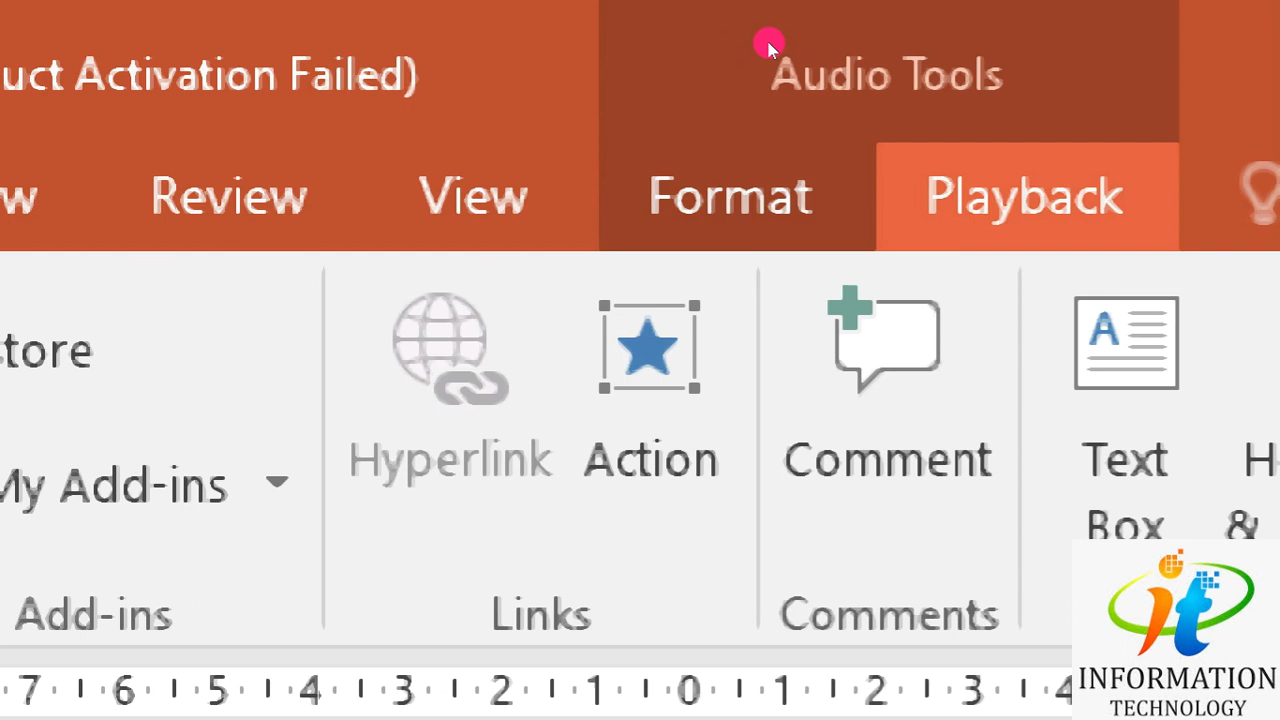 uct Activation Failed)
Audio Tools
w Review View Format Playback
tore
My Add-ins
Hyperlink Action Comment Text
Box &
Add-ins Links Comments
7 6 5 4 3 2 1 0 1 2 3 4
it
INFORMATION
TECHNOLOGY